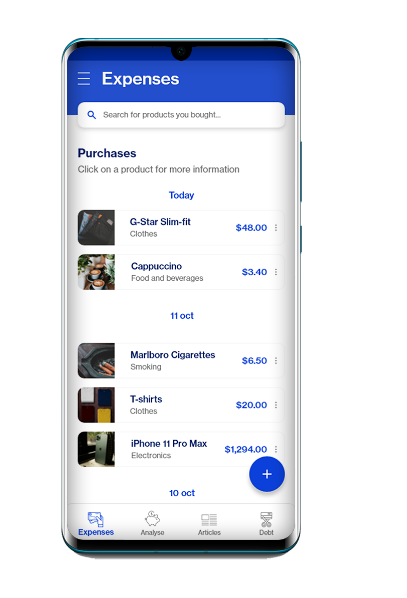 Expenses
Search for products you bought...
Purchases
Click on a product for more information
Today
G-Star Slim-fit
Clothes
$48.00
Cappuccino
Food and beverages
$3.40
11 oct
Marlboro Cigarettes
Smoking
$6.50
T-shirts
Clothes
$20.00
iPhone 11 Pro Max
Electronics
$1,294.00
10 oct
Expenses
Analyse
Articles
Debt